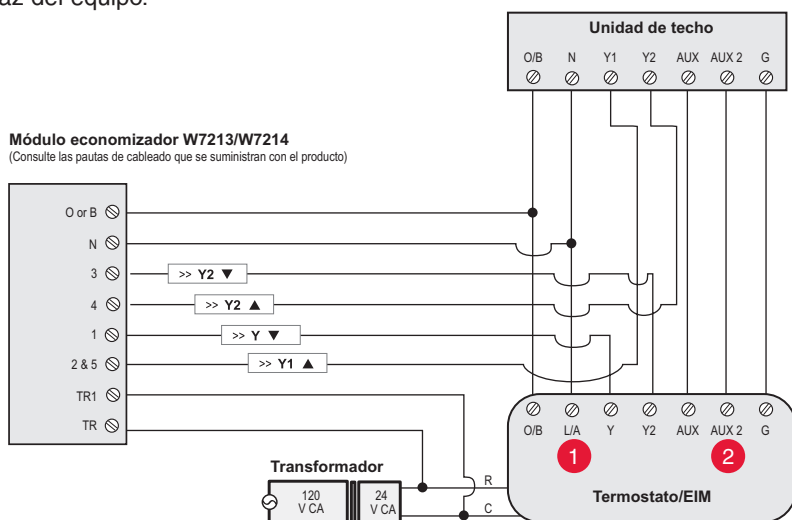 az del equipo.
Unidad de techo
O/B N Y1 Y2 AUX AUX 2 G
Módulo economizador W7213/W7214
(Consulte las pautas de cableado que se suministran con el producto)
O or B
N
3 >> Y2 ▼
4 >> Y2 ▲
1 >> Y ▼
2 & 5 >> Y1 ▲
TR1
TR
O/B L/A Y Y2 AUX AUX 2 G
1 2
Transformador
120 V CA
24 V CA
R
C
Termostato/EIM